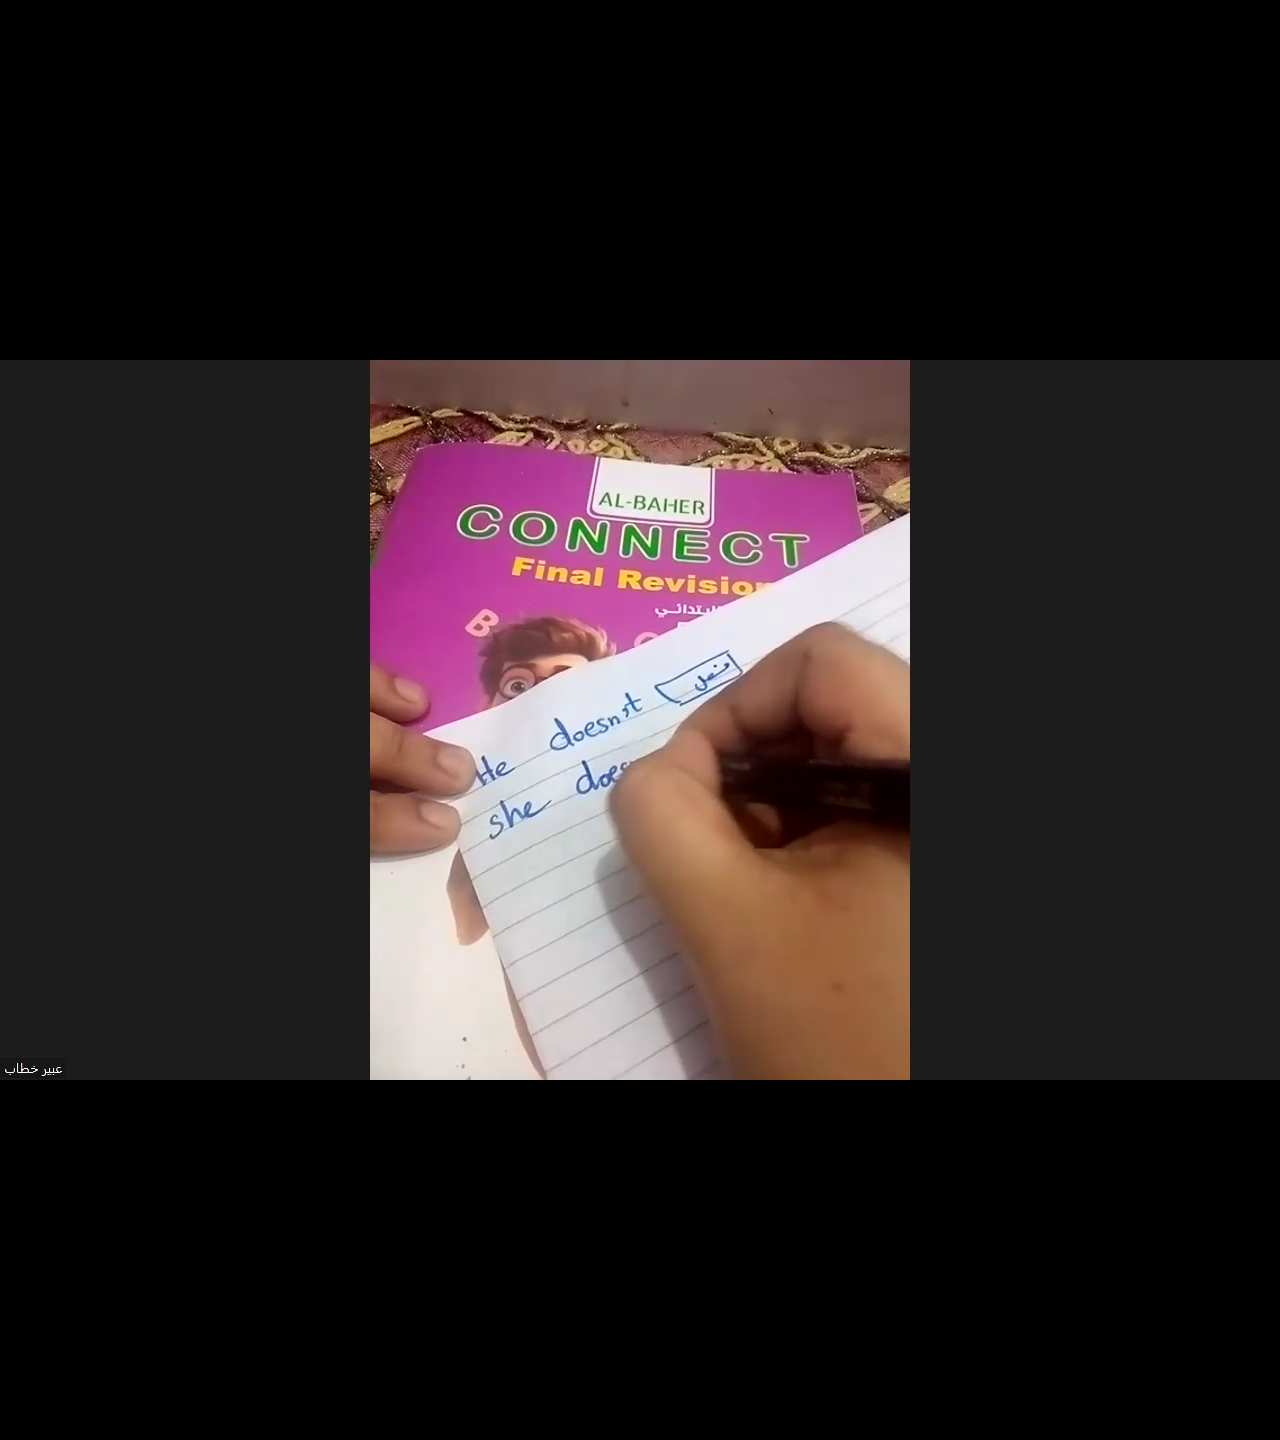 AL-BAHER
CONNECT
Final Revision
B
He doesn't فعل
she does
عبير خطاب